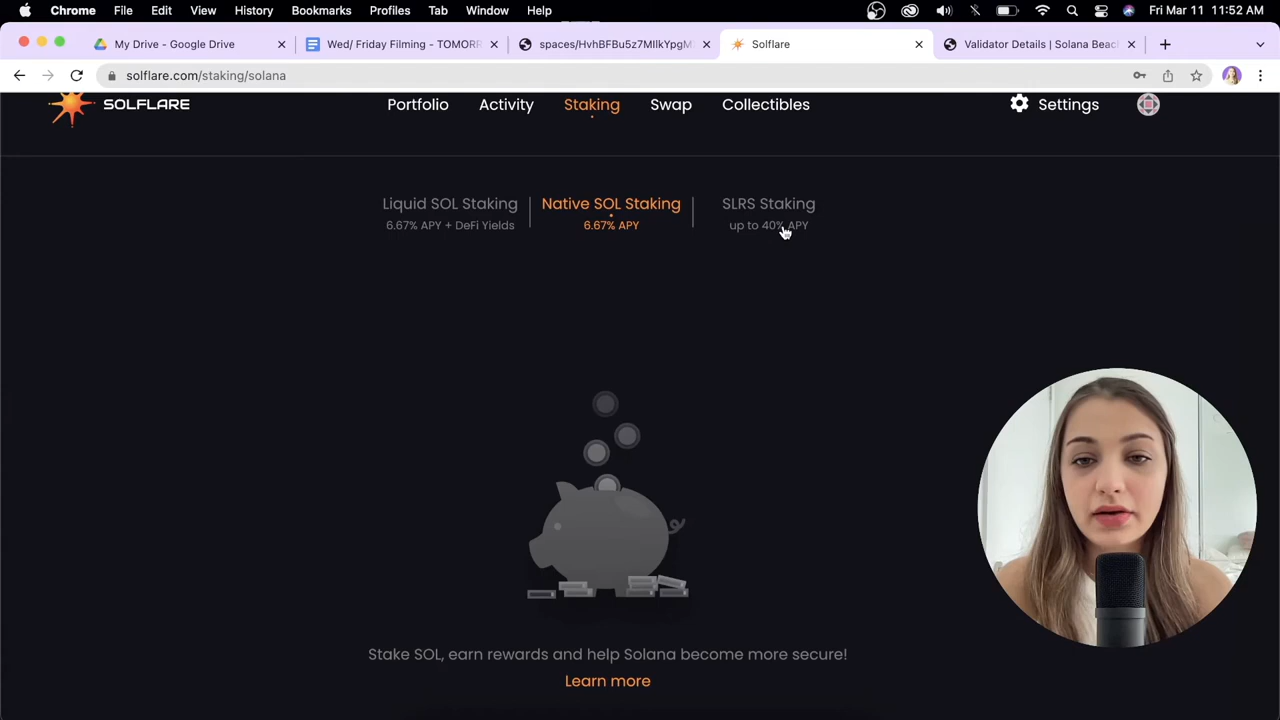 Chrome File Edit View History Bookmarks Profiles Tab Window Help Fri Mar 11 11:52 AM
My Drive - Google Drive Wed/ Friday Filming - TOMORR spaces/HvhBFBu5z7MIlkYpgM Solflare Validator Details | Solana Beac
solflare.com/staking/solana
SOLFLARE Portfolio Activity Staking Swap Collectibles Settings
Liquid SOL Staking Native SOL Staking SLRS Staking
6.67% APY + DeFi Yields 6.67% APY up to 40% APY
Stake SOL, earn rewards and help Solana become more secure!
Learn more